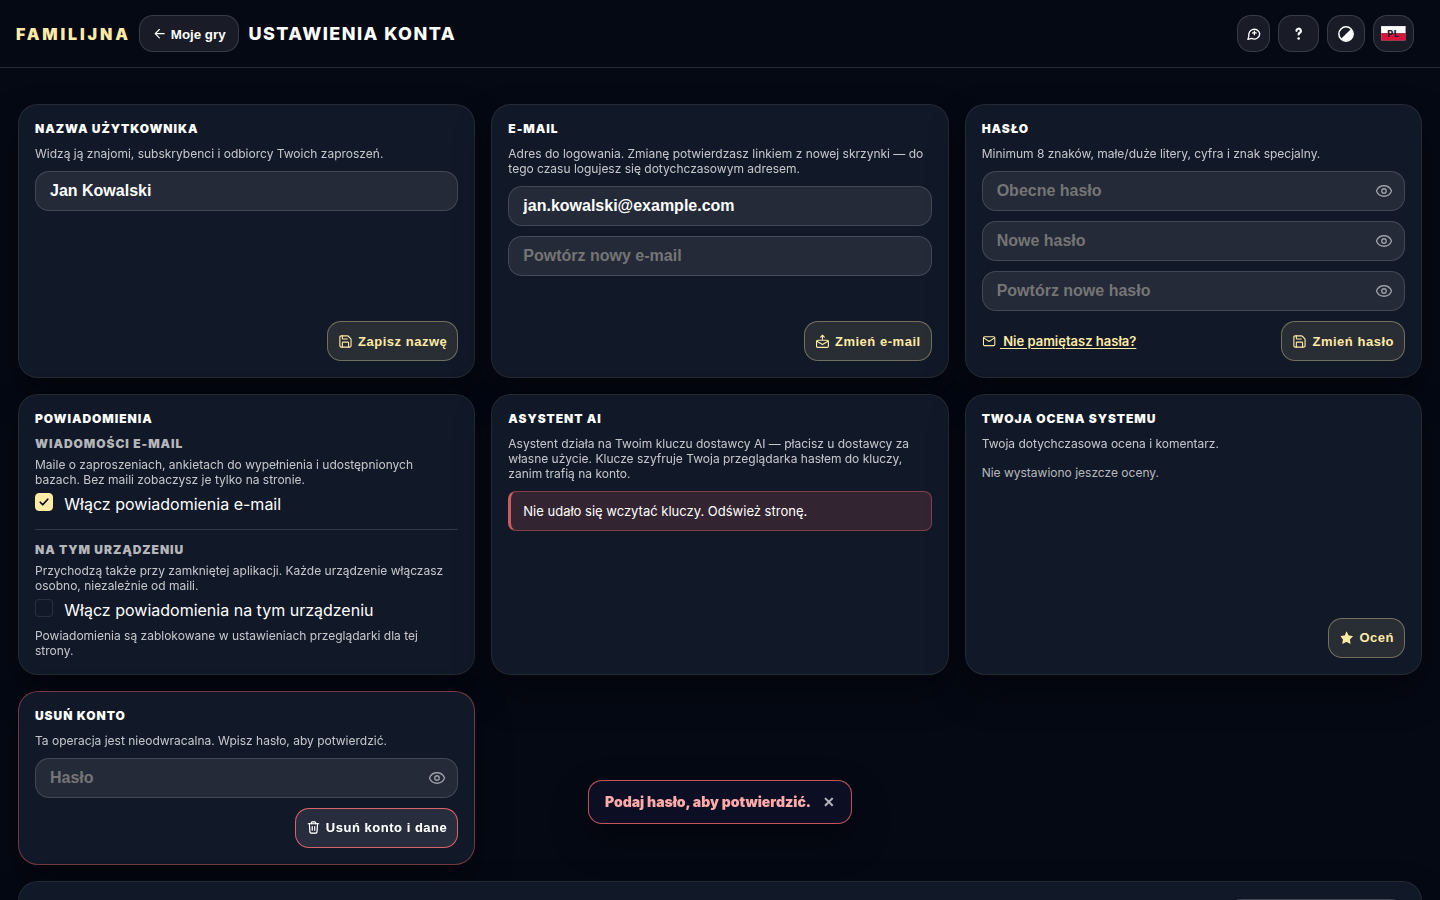 FAMILIJNA
Moje gry
USTAWIENIA KONTA
?
PL
NAZWA UŻYTKOWNIKA
Widzą ją znajomi, subskrybenci i odbiorcy Twoich zaproszeń.
Jan Kowalski
Zapisz nazwę
E-MAIL
Adres do logowania. Zmianę potwierdzasz linkiem z nowej skrzynki — do
tego czasu logujesz się dotychczasowym adresem.
jan.kowalski@example.com
Powtórz nowy e-mail
Zmień e-mail
HASŁO
Minimum 8 znaków, małe/duże litery, cyfra i znak specjalny.
Obecne hasło
Nowe hasło
Powtórz nowe hasło
Nie pamiętasz hasła?
Zmień hasło
POWIADOMIENIA
WIADOMOŚCI E-MAIL
Maile o zaproszeniach, ankietach do wypełnienia i udostępnionych
bazach. Bez maili zobaczysz je tylko na stronie.
Włącz powiadomienia e-mail
NA TYM URZĄDZENIU
Przychodzą także przy zamkniętej aplikacji. Każde urządzenie włączasz
osobno, niezależnie od maili.
Włącz powiadomienia na tym urządzeniu
Powiadomienia są zablokowane w ustawieniach przeglądarki dla tej
strony.
ASYSTENT AI
Asystent działa na Twoim kluczu dostawcy AI — płacisz u dostawcy za
własne użycie. Klucze szyfruje Twoja przeglądarka hasłem do kluczy,
zanim trafią na konto.
Nie udało się wczytać kluczy. Odśwież stronę.
TWOJA OCENA SYSTEMU
Twoja dotychczasowa ocena i komentarz.
Nie wystawiono jeszcze oceny.
Oceń
USUŃ KONTO
Ta operacja jest nieodwracalna. Wpisz hasło, aby potwierdzić.
Hasło
Usuń konto i dane
Podaj hasło, aby potwierdzić. ✕